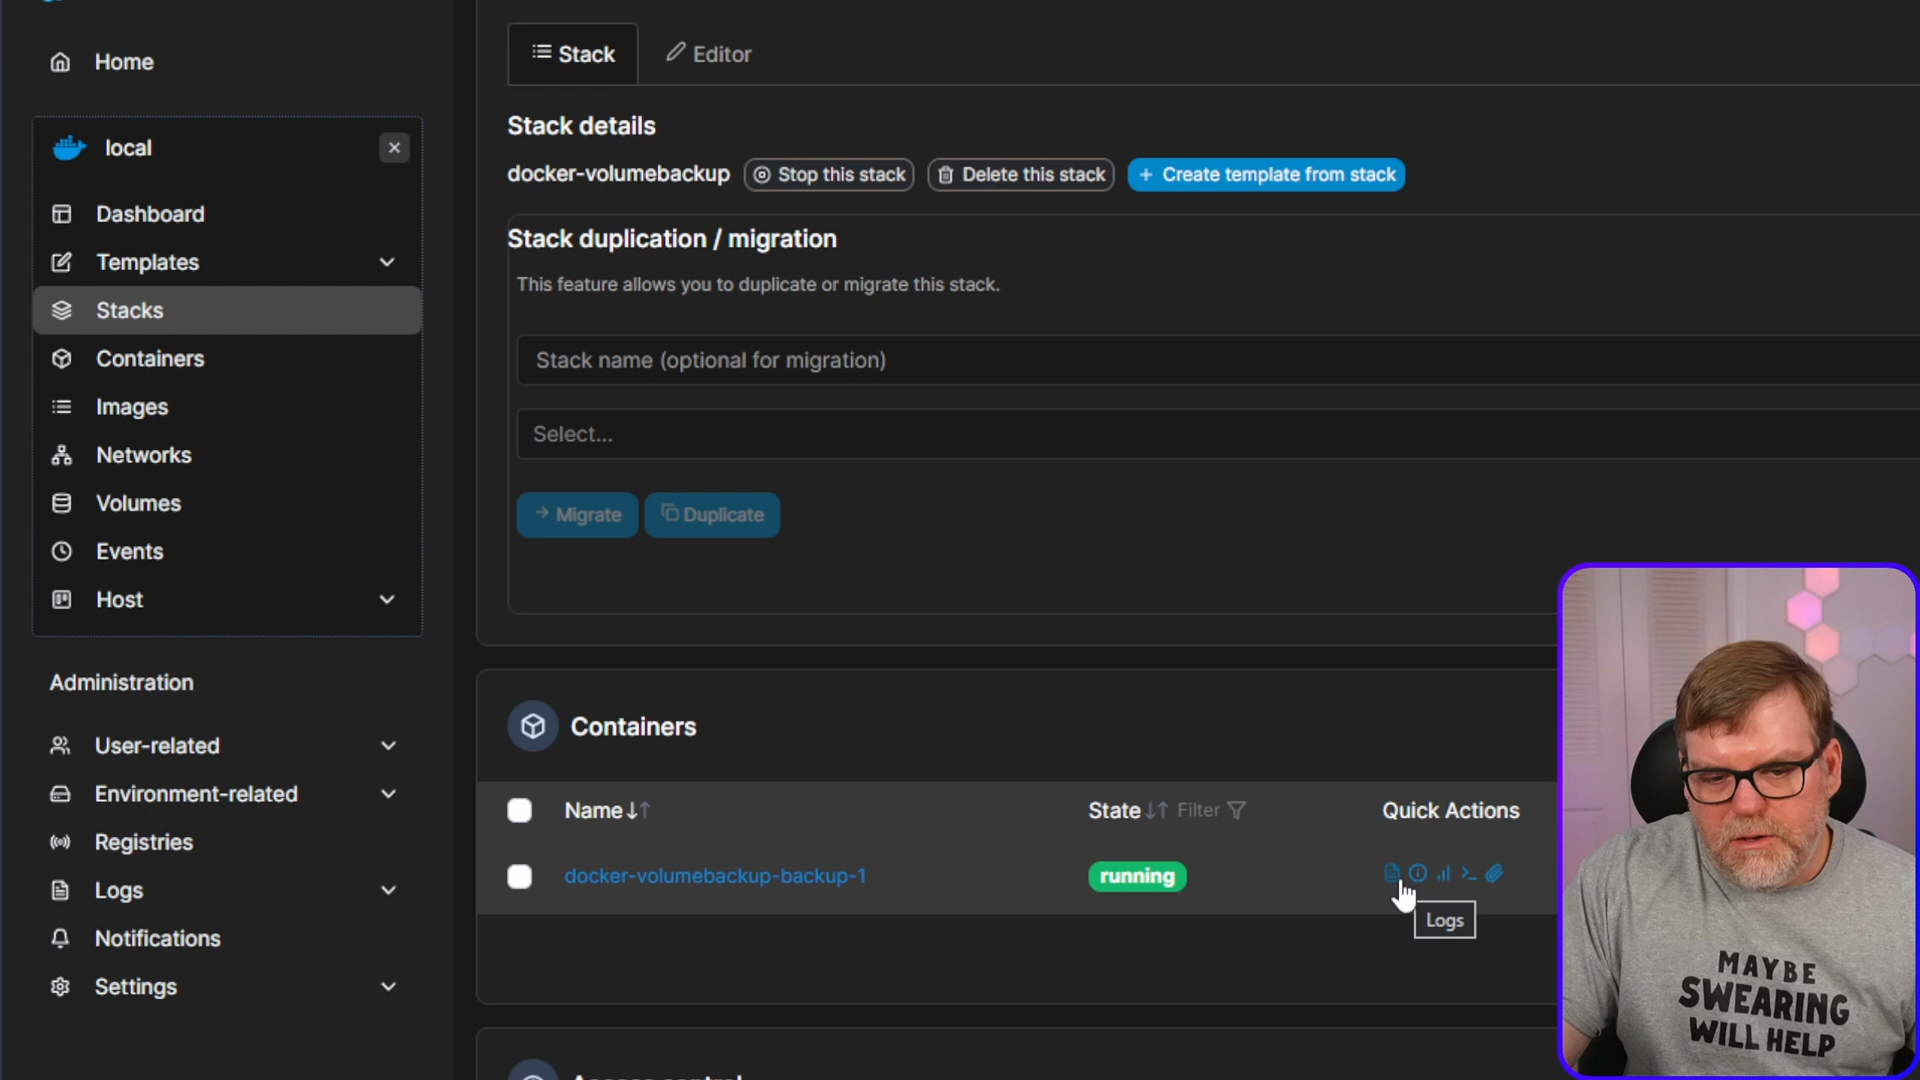 Home
local
Dashboard
Templates
Stacks
Containers
Images
Networks
Volumes
Events
Host
Administration
User-related
Environment-related
Registries
Logs
Notifications
Settings
Stack
Editor
Stack details
docker-volumebackup
Stop this stack
Delete this stack
+ Create template from stack
Stack duplication / migration
This feature allows you to duplicate or migrate this stack.
Stack name (optional for migration)
Select...
Migrate
Duplicate
Containers
Name
State
Filter
Quick Actions
docker-volumebackup-backup-1
running
Logs
Access control
MAYBE
SWEARING
WILL HELP